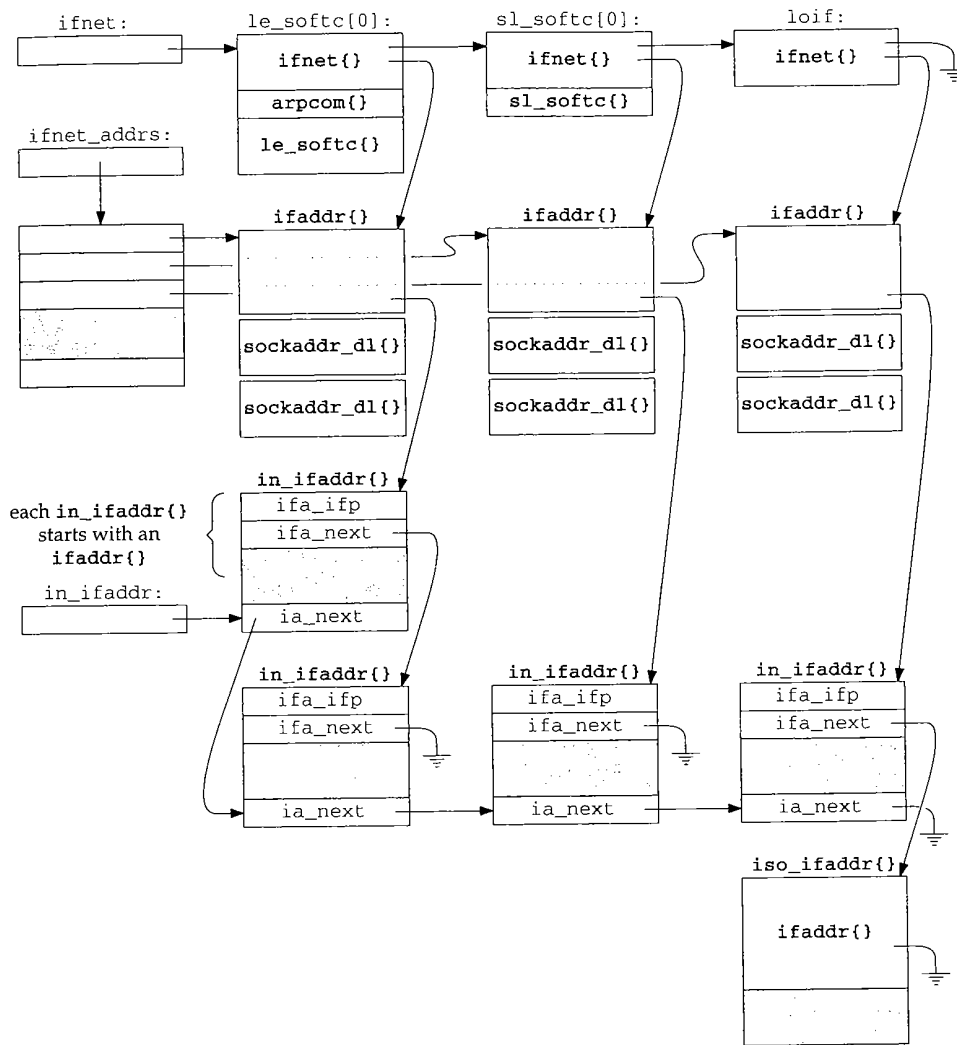 ifnet:
le_softc[0]:
sl_softc[0]:
loif:
ifnet{}
ifnet{}
ifnet{}
arpcom{}
sl_softc{}
le_softc{}
ifnet_addrs:
ifaddr{}
ifaddr{}
ifaddr{}
sockaddr_dl{}
sockaddr_dl{}
sockaddr_dl{}
sockaddr_dl{}
sockaddr_dl{}
sockaddr_dl{}
in_ifaddr{}
ifa_ifp
each in_ifaddr{}
starts with an
ifaddr{}
ifa_next
in_ifaddr:
ia_next
in_ifaddr{}
in_ifaddr{}
in_ifaddr{}
ifa_ifp
ifa_ifp
ifa_ifp
ifa_next
ifa_next
ifa_next
ia_next
ia_next
ia_next
iso_ifaddr{}
ifaddr{}